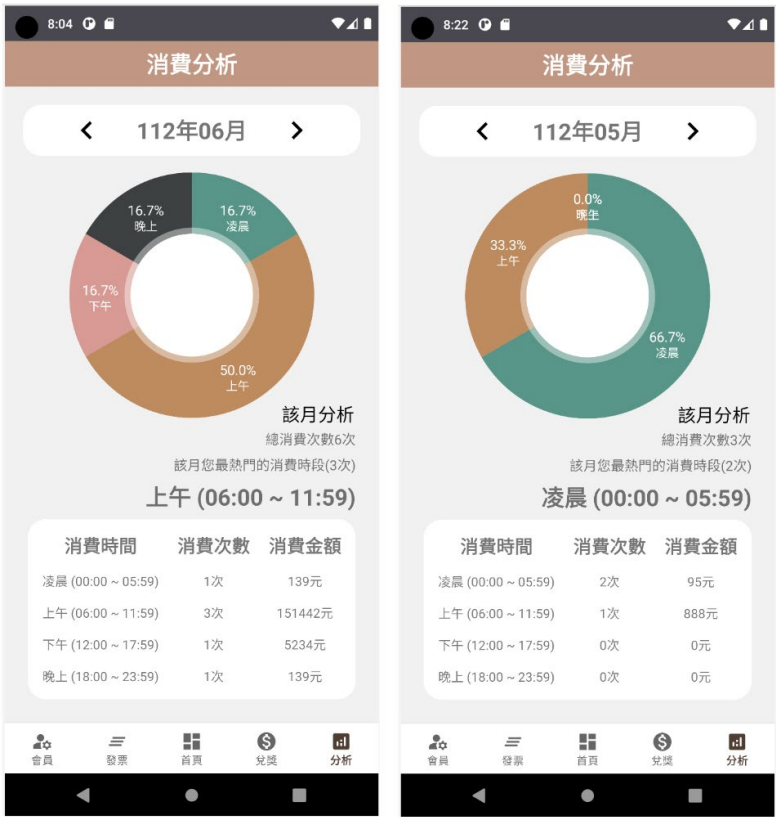 8:04
消費分析
112年06月
16.7%
晚上
16.7%
凌晨
16.7%
下午
50.0%
上午
該月分析
總消費次數6次
該月您最熱門的消費時段(3次)
上午 (06:00 ~ 11:59)
消費時間 消費次數 消費金額
凌晨 (00:00 ~ 05:59) 1次 139元
上午 (06:00 ~ 11:59) 3次 151442元
下午 (12:00 ~ 17:59) 1次 5234元
晚上 (18:00 ~ 23:59) 1次 139元
會員 發票 首頁 兌獎 分析
8:22
消費分析
112年05月
0.0%
33.3%
上午
66.7%
凌晨
該月分析
總消費次數3次
該月您最熱門的消費時段(2次)
凌晨 (00:00 ~ 05:59)
消費時間 消費次數 消費金額
凌晨 (00:00 ~ 05:59) 2次 95元
上午 (06:00 ~ 11:59) 1次 888元
下午 (12:00 ~ 17:59) 0次 0元
晚上 (18:00 ~ 23:59) 0次 0元
會員 發票 首頁 兌獎 分析